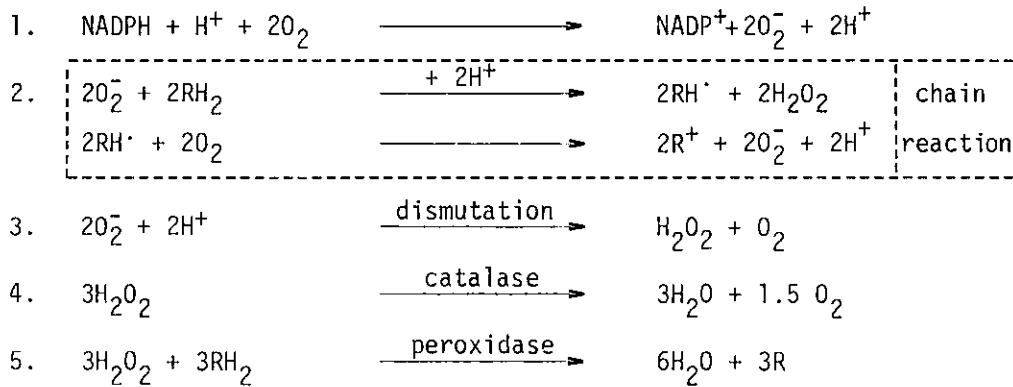 1. NADPH + H⁺ + 2O₂ ⟶ NADP⁺+2O₂⁻ + 2H⁺
2. 2O₂⁻ + 2RH₂ + 2H⁺ ⟶ 2RH· + 2H₂O₂ chain
2RH· + 2O₂ ⟶ 2R⁺ + 2O₂⁻ + 2H⁺ reaction
3. 2O₂⁻ + 2H⁺ dismutation ⟶ H₂O₂ + O₂
4. 3H₂O₂ catalase ⟶ 3H₂O + 1.5 O₂
5. 3H₂O₂ + 3RH₂ peroxidase ⟶ 6H₂O + 3R